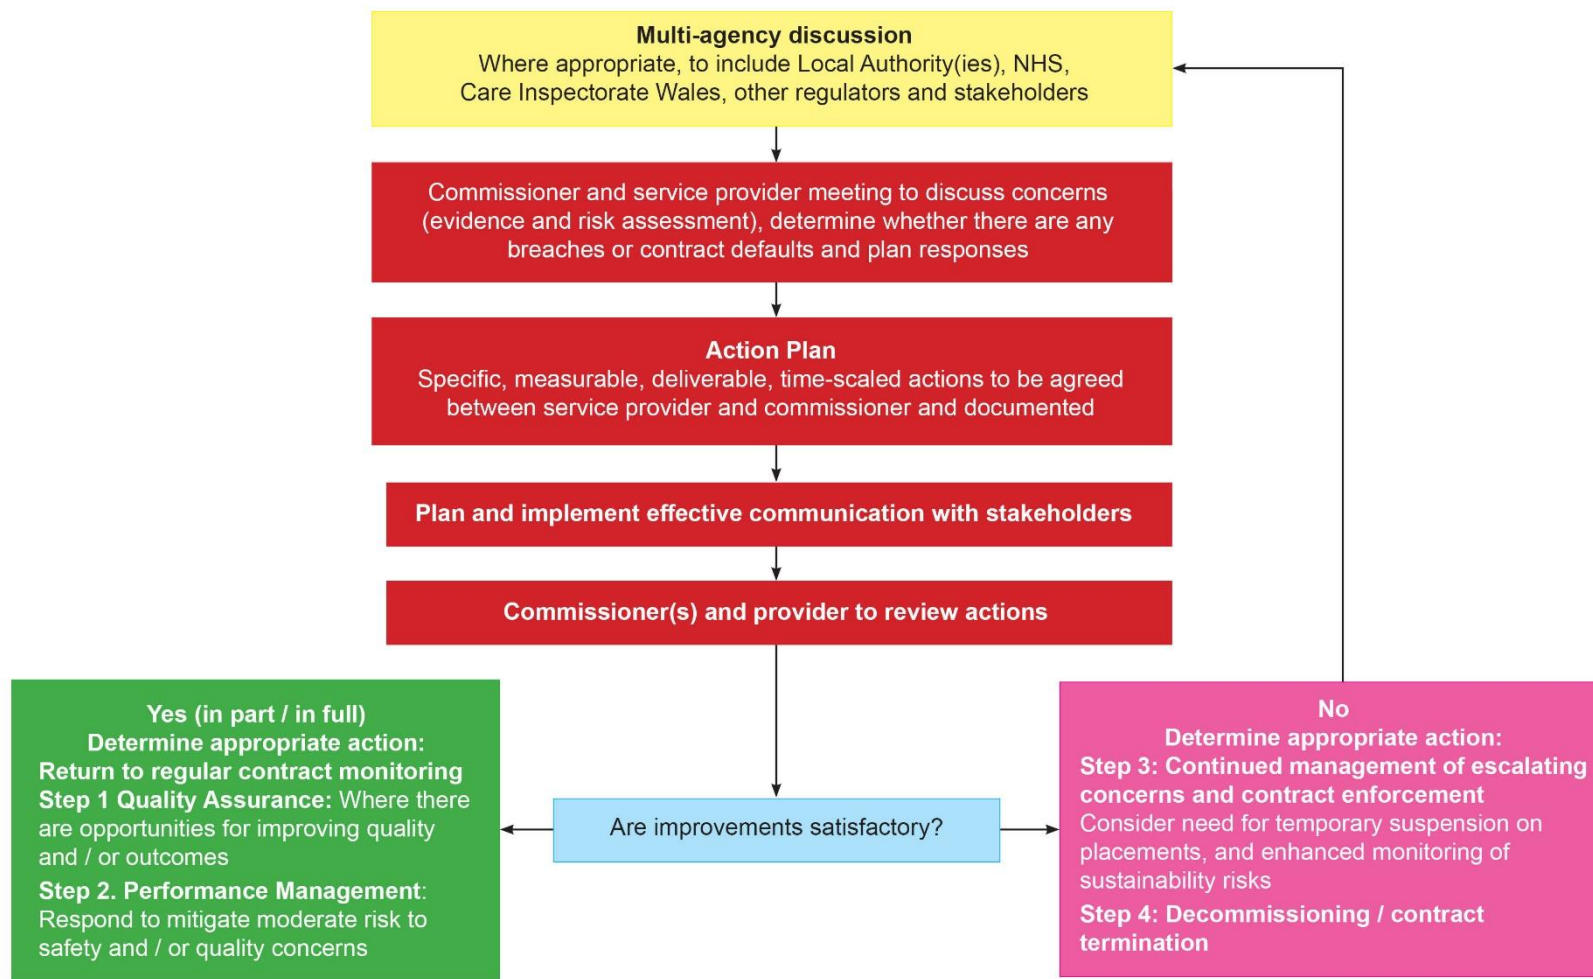 Multi-agency discussion
Where appropriate, to include Local Authority(ies), NHS,
Care Inspectorate Wales, other regulators and stakeholders
Commissioner and service provider meeting to discuss concerns
(evidence and risk assessment), determine whether there are any
breaches or contract defaults and plan responses
Action Plan
Specific, measurable, deliverable, time-scaled actions to be agreed
between service provider and commissioner and documented
Plan and implement effective communication with stakeholders
Commissioner(s) and provider to review actions
Are improvements satisfactory?
Yes (in part / in full)
Determine appropriate action:
Return to regular contract monitoring
Step 1 Quality Assurance: Where there
are opportunities for improving quality
and / or outcomes
Step 2. Performance Management:
Respond to mitigate moderate risk to
safety and / or quality concerns
No
Determine appropriate action:
Step 3: Continued management of escalating
concerns and contract enforcement
Consider need for temporary suspension on
placements, and enhanced monitoring of
sustainability risks
Step 4: Decommissioning / contract
termination